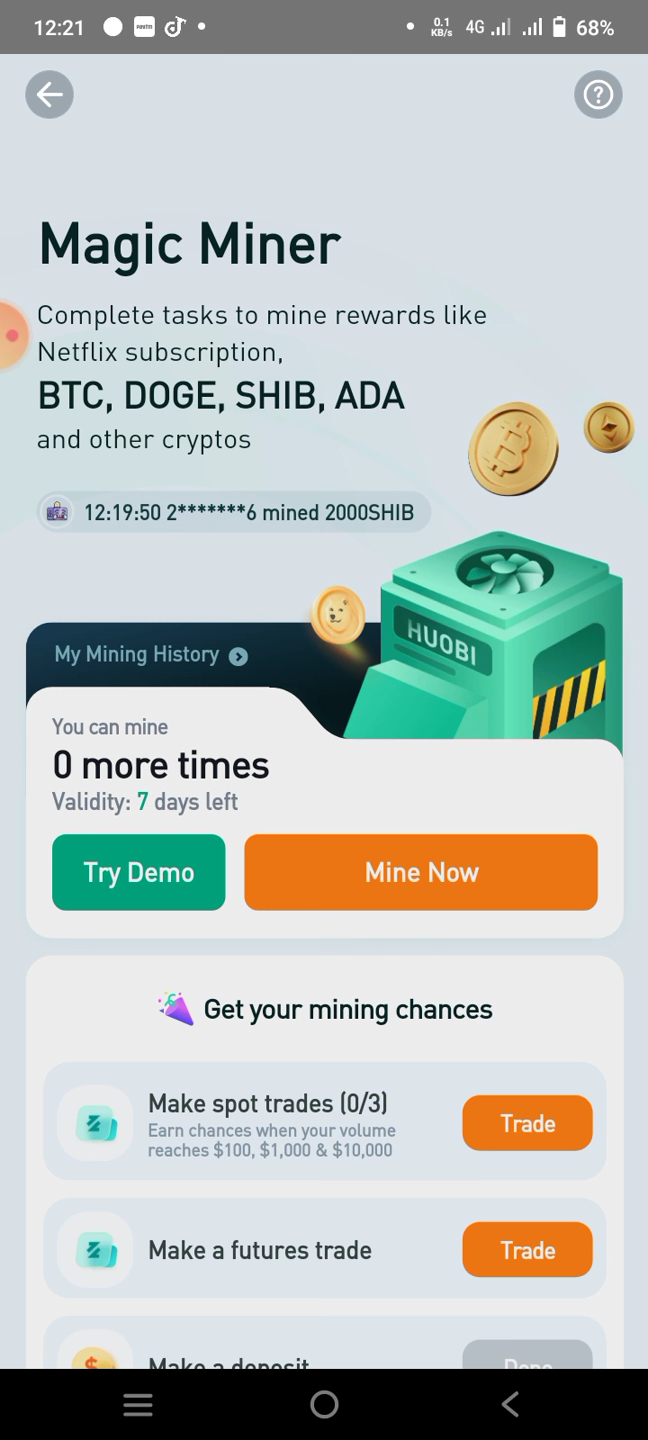 12:21
0.1
KB/s
4G
68%
Magic Miner
Complete tasks to mine rewards like
Netflix subscription,
BTC, DOGE, SHIB, ADA
and other cryptos
12:19:50 2*******6 mined 2000SHIB
HUOBI
My Mining History
You can mine
0 more times
Validity: 7 days left
Try Demo
Mine Now
Get your mining chances
Make spot trades (0/3)
Earn chances when your volume
reaches $100, $1,000 & $10,000
Trade
Make a futures trade
Trade
Make a deposit
Done